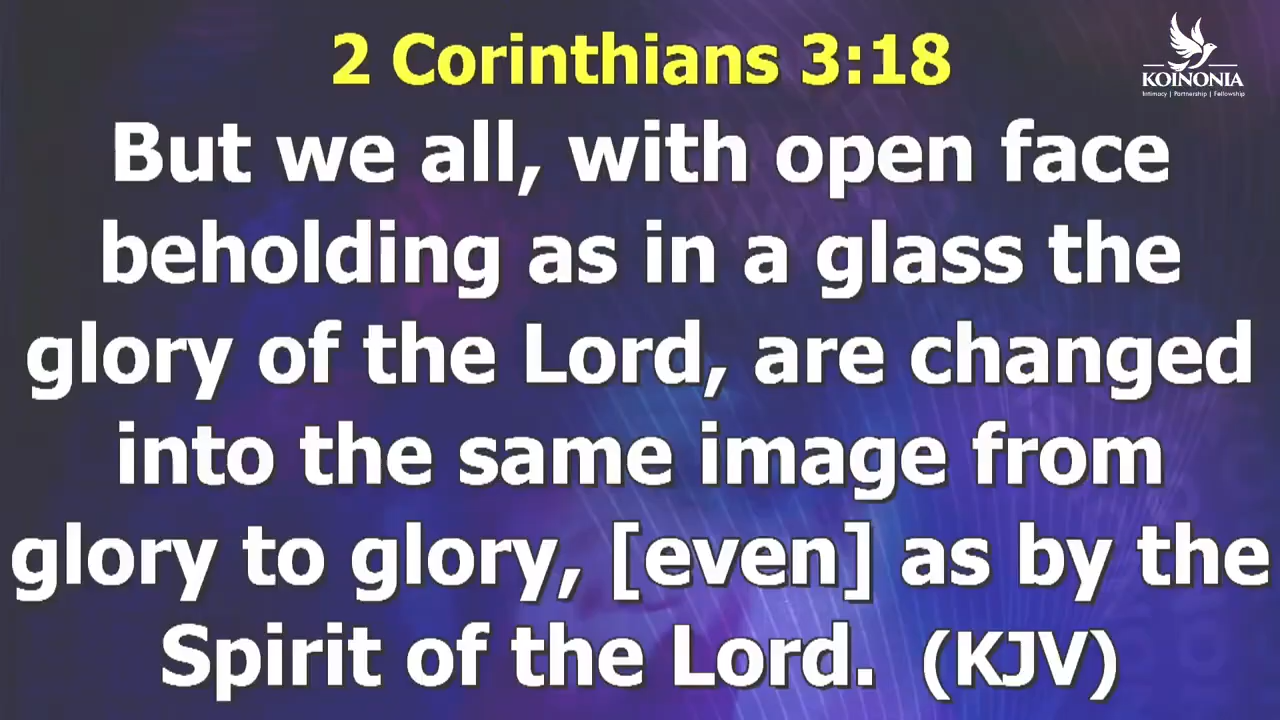 2 Corinthians 3:18
KOINONIA
Intimacy | Partnership | Fellowship
But we all, with open face
beholding as in a glass the
glory of the Lord, are changed
into the same image from
glory to glory, [even] as by the
Spirit of the Lord. (KJV)